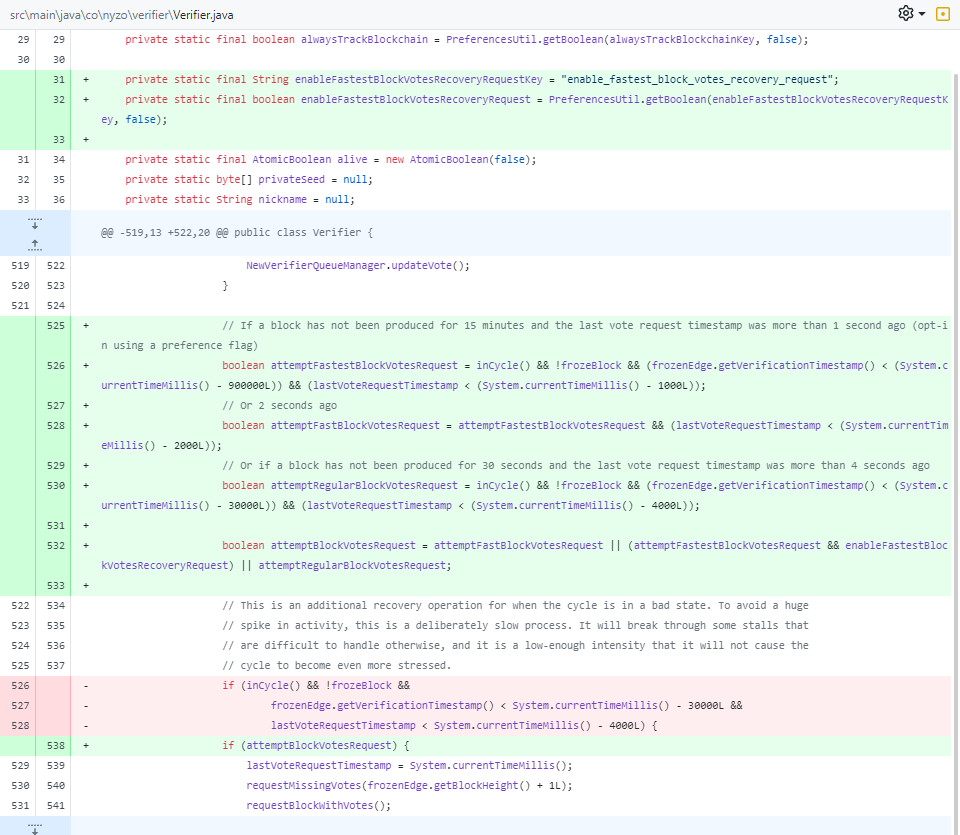 src\main\java\co\nyzo\verifier\Verifier.java
29 29 private static final boolean alwaysTrackBlockchain = PreferencesUtil.getBoolean(alwaysTrackBlockchainKey, false);
30 30
31 + private static final String enableFastestBlockVotesRecoveryRequestKey = "enable_fastest_block_votes_recovery_request";
32 + private static final boolean enableFastestBlockVotesRecoveryRequest = PreferencesUtil.getBoolean(enableFastestBlockVotesRecoveryRequestK
ey, false);
33 +
31 34 private static final AtomicBoolean alive = new AtomicBoolean(false);
32 35 private static byte[] privateSeed = null;
33 36 private static String nickname = null;
@@ -519,13 +522,20 @@ public class Verifier {
519 522 NewVerifierQueueManager.updateVote();
520 523 }
521 524
525 + // If a block has not been produced for 15 minutes and the last vote request timestamp was more than 1 second ago (opt-i
n using a preference flag)
526 + boolean attemptFastestBlockVotesRequest = inCycle() && !frozeBlock && (frozenEdge.getVerificationTimestamp() < (System.c
urrentTimeMillis() - 900000L)) && (lastVoteRequestTimestamp < (System.currentTimeMillis() - 1000L));
527 + // Or 2 seconds ago
528 + boolean attemptFastBlockVotesRequest = attemptFastestBlockVotesRequest && (lastVoteRequestTimestamp < (System.currentTim
eMillis() - 2000L));
529 + // Or if a block has not been produced for 30 seconds and the last vote request timestamp was more than 4 seconds ago
530 + boolean attemptRegularBlockVotesRequest = inCycle() && !frozeBlock && (frozenEdge.getVerificationTimestamp() < (System.c
urrentTimeMillis() - 30000L)) && (lastVoteRequestTimestamp < (System.currentTimeMillis() - 4000L));
531 +
532 + boolean attemptBlockVotesRequest = attemptFastBlockVotesRequest || (attemptFastestBlockVotesRequest && enableFastestBloc
kVotesRecoveryRequest) || attemptRegularBlockVotesRequest;
533 +
522 534 // This is an additional recovery operation for when the cycle is in a bad state. To avoid a huge
523 535 // spike in activity, this is a deliberately slow process. It will break through some stalls that
524 536 // are difficult to handle otherwise, and it is a low-enough intensity that it will not cause the
525 537 // cycle to become even more stressed.
526 - if (inCycle() && !frozeBlock &&
527 - frozenEdge.getVerificationTimestamp() < System.currentTimeMillis() - 30000L &&
528 - lastVoteRequestTimestamp < System.currentTimeMillis() - 4000L) {
538 + if (attemptBlockVotesRequest) {
529 539 lastVoteRequestTimestamp = System.currentTimeMillis();
530 540 requestMissingVotes(frozenEdge.getBlockHeight() + 1L);
531 541 requestBlockWithVotes();